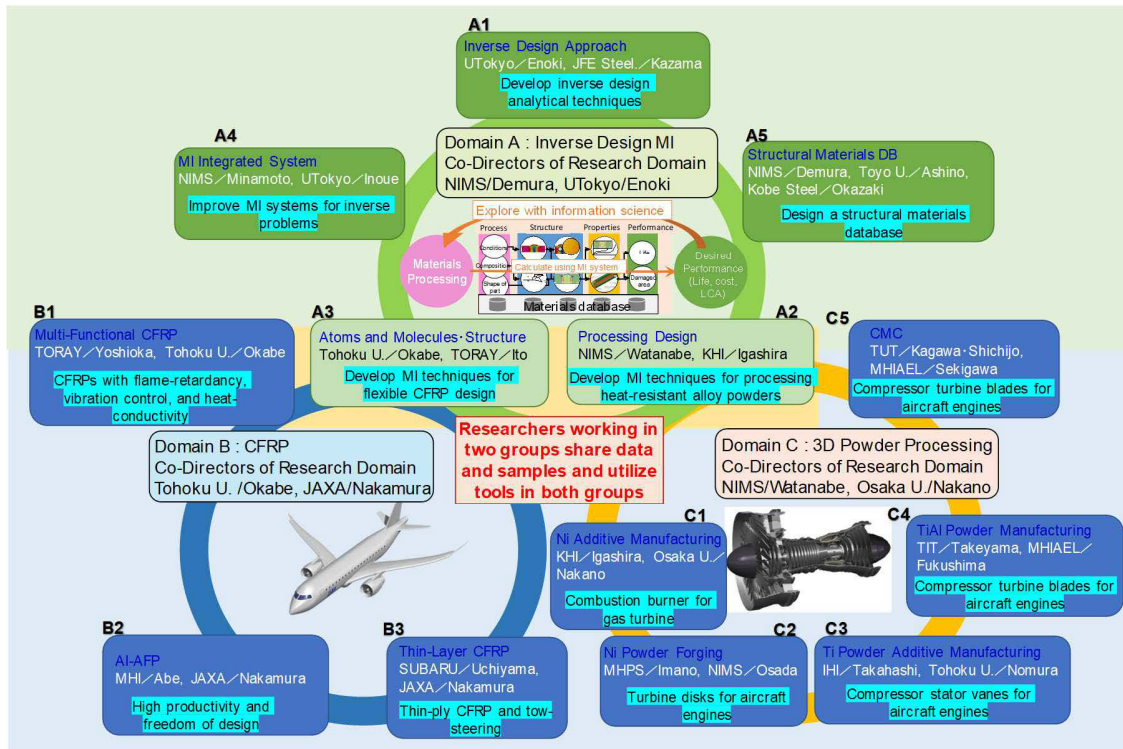 A1
Inverse Design Approach
UTokyo／Enoki, JFE Steel.／Kazama
Develop inverse design
analytical techniques
A4
MI Integrated System
NIMS／Minamoto, UTokyo／Inoue
Improve MI systems for inverse
problems
Domain A : Inverse Design MI
Co-Directors of Research Domain
NIMS/Demura, UTokyo/Enoki
A5
Structural Materials DB
NIMS／Demura, Toyo U.／Ashino,
Kobe Steel／Okazaki
Design a structural materials
database
Explore with information science
Process
Structure
Properties
Performance
Materials
Processing
Conditions
Composition
Shape of
part
Calculate using MI system
Life
Damaged
area
Desired
Performance
(Life, cost,
LCA)
Materials database
B1
Multi-Functional CFRP
TORAY／Yoshioka, Tohoku U.／Okabe
CFRPs with flame-retardancy,
vibration control, and heat-
conductivity
A3
Atoms and Molecules·Structure
Tohoku U.／Okabe, TORAY／Ito
Develop MI techniques for
flexible CFRP design
A2
Processing Design
NIMS／Watanabe, KHI／Igashira
Develop MI techniques for processing
heat-resistant alloy powders
C5
CMC
TUT／Kagawa·Shichijo,
MHIAEL／Sekigawa
Compressor turbine blades for
aircraft engines
Domain B : CFRP
Co-Directors of Research Domain
Tohoku U. /Okabe, JAXA/Nakamura
Researchers working in
two groups share data
and samples and utilize
tools in both groups
Domain C : 3D Powder Processing
Co-Directors of Research Domain
NIMS/Watanabe, Osaka U./Nakano
C1
Ni Additive Manufacturing
KHI／Igashira, Osaka U.／
Nakano
Combustion burner for
gas turbine
C4
TiAl Powder Manufacturing
TIT／Takeyama, MHIAEL／
Fukushima
Compressor turbine blades for
aircraft engines
B2
AI-AFP
MHI／Abe, JAXA／Nakamura
High productivity and
freedom of design
B3
Thin-Layer CFRP
SUBARU／Uchiyama,
JAXA／Nakamura
Thin-ply CFRP and tow-
steering
C2
Ni Powder Forging
MHPS／Imano, NIMS／Osada
Turbine disks for aircraft
engines
C3
Ti Powder Additive Manufacturing
IHI／Takahashi, Tohoku U.／Nomura
Compressor stator vanes for
aircraft engines